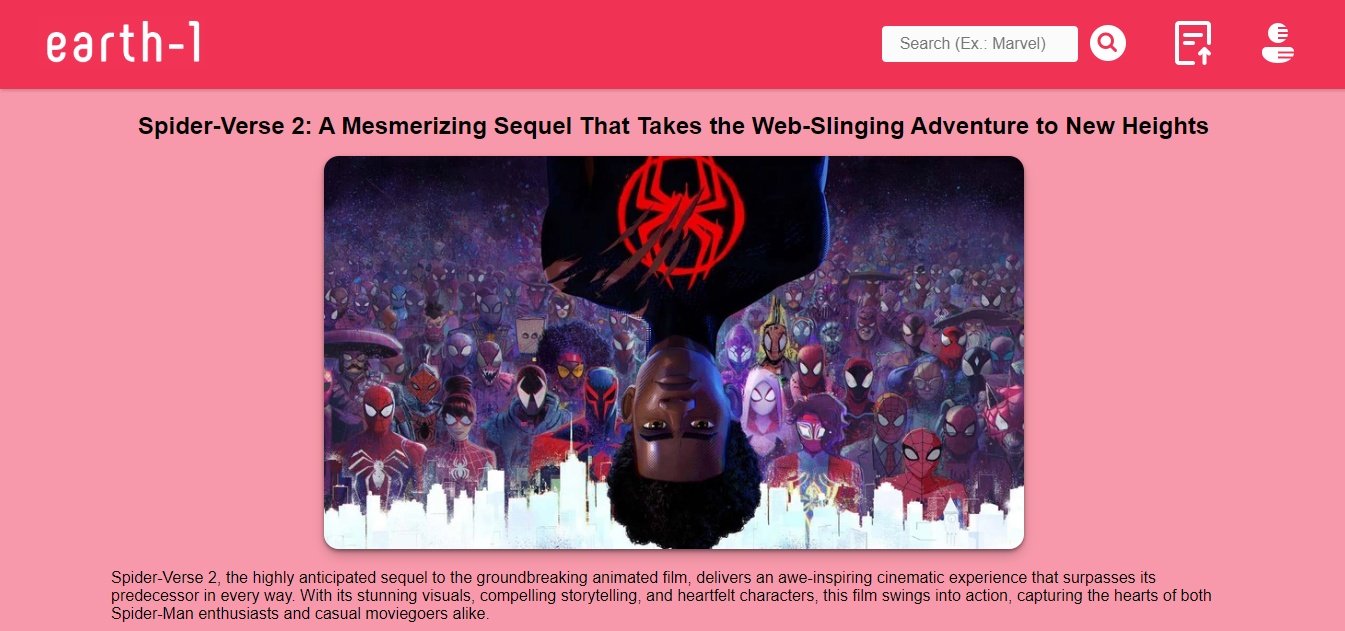 earth-1
Search (Ex.: Marvel)
Spider-Verse 2: A Mesmerizing Sequel That Takes the Web-Slinging Adventure to New Heights
Spider-Verse 2, the highly anticipated sequel to the groundbreaking animated film, delivers an awe-inspiring cinematic experience that surpasses its
predecessor in every way. With its stunning visuals, compelling storytelling, and heartfelt characters, this film swings into action, capturing the hearts of both
Spider-Man enthusiasts and casual moviegoers alike.